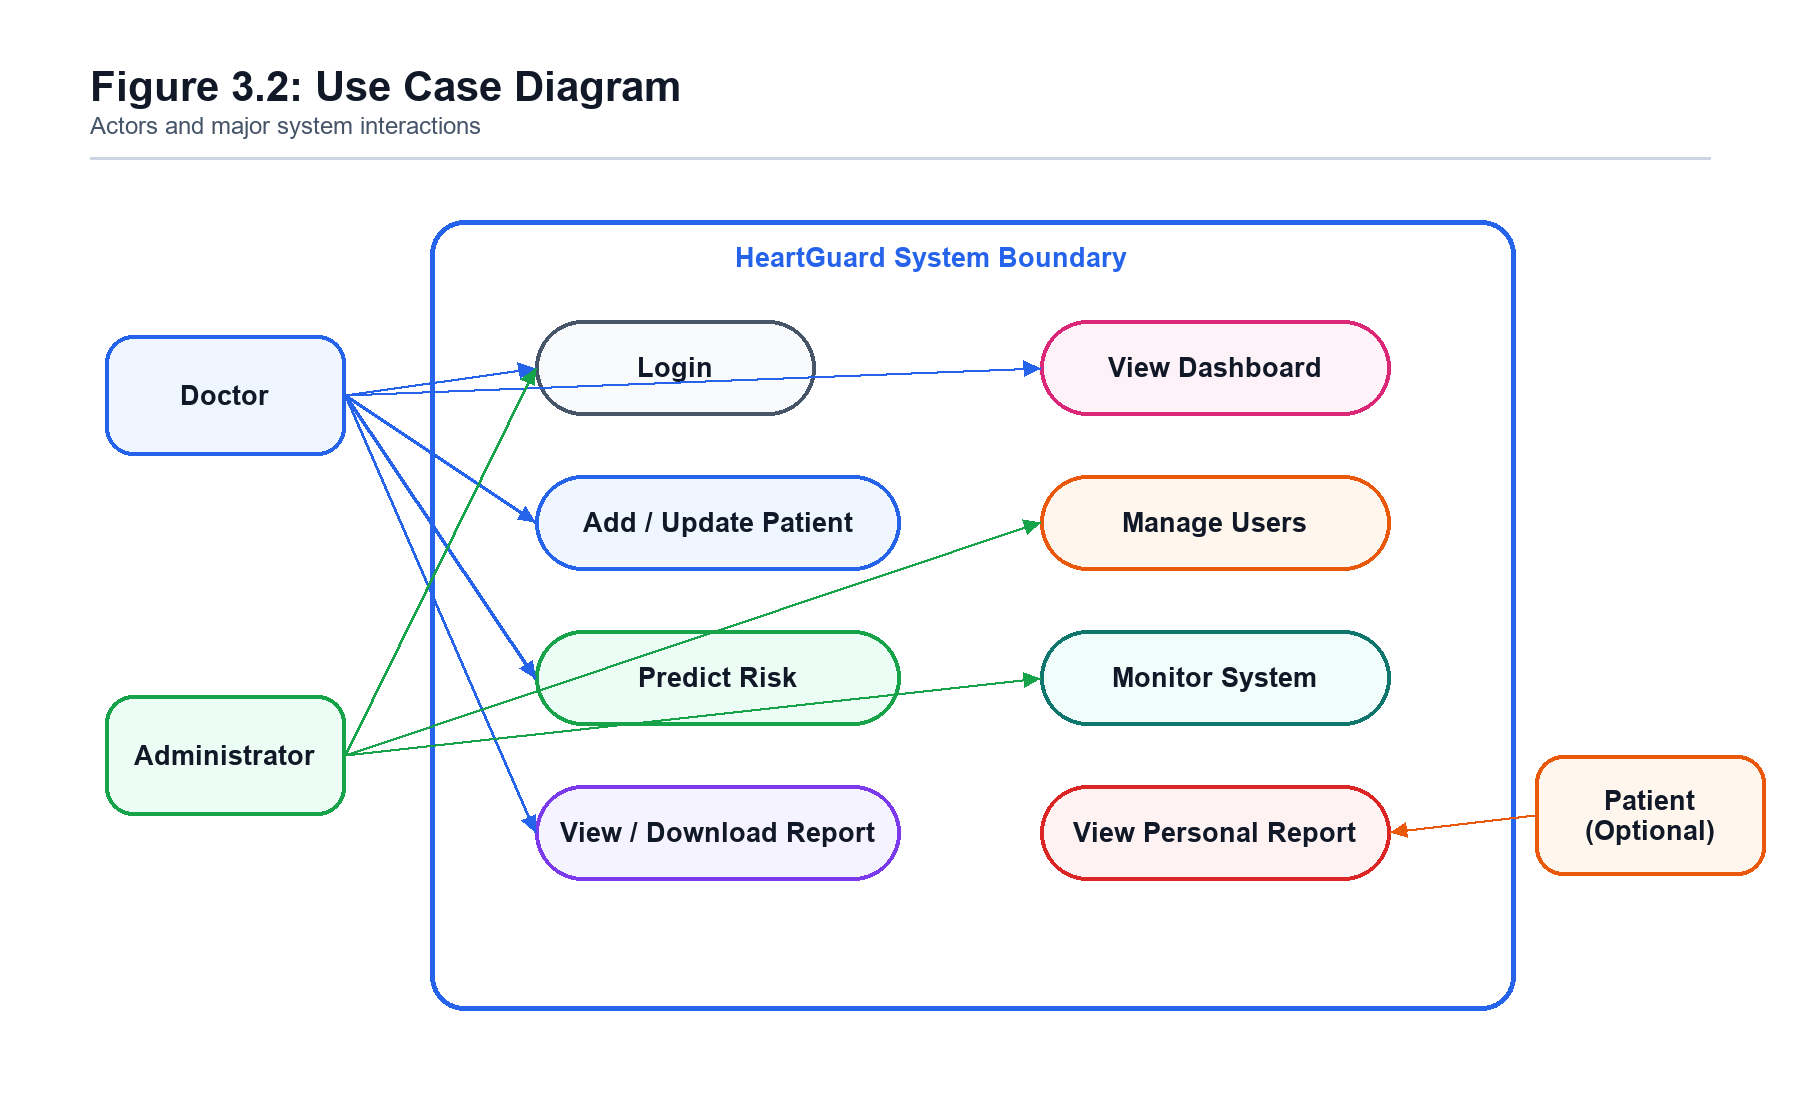 Figure 3.2: Use Case Diagram
Actors and major system interactions
HeartGuard System Boundary
Doctor
Login
View Dashboard
Add / Update Patient
Manage Users
Predict Risk
Monitor System
Administrator
View / Download Report
View Personal Report
Patient
(Optional)